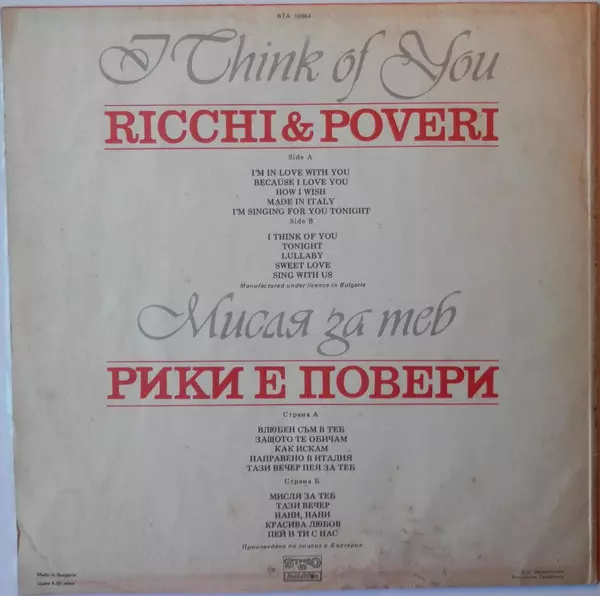 I Think of You
RICCHI & POVERI
Side A
I'M IN LOVE WITH YOU
BECAUSE I LOVE YOU
HOW I WISH
MADE IN ITALY
I'M SINGING FOR YOU TONIGHT
Side B
I THINK OF YOU
TONIGHT
LULLABY
SWEET LOVE
SING WITH US
Manufactured under licence in Bulgaria
Мисля за теб
РИКИ Е ПОВЕРИ
Страна А
ВЛЮБЕН СЪМ В ТЕБ
ЗАЩОТО ТЕ ОБИЧАМ
КАК ИСКАМ
НАПРАВЕНО В ИТАЛИЯ
ТАЗИ ВЕЧЕР ПЕЯ ЗА ТЕБ
Страна Б
МИСЛЯ ЗА ТЕБ
ТАЗИ ВЕЧЕР
НАНИ, НАНИ
КРАСИВА ЛЮБОВ
ПЕЙ И ТИ С НАС
Произведено по лиценз в България
Made in Bulgaria
Balkanton